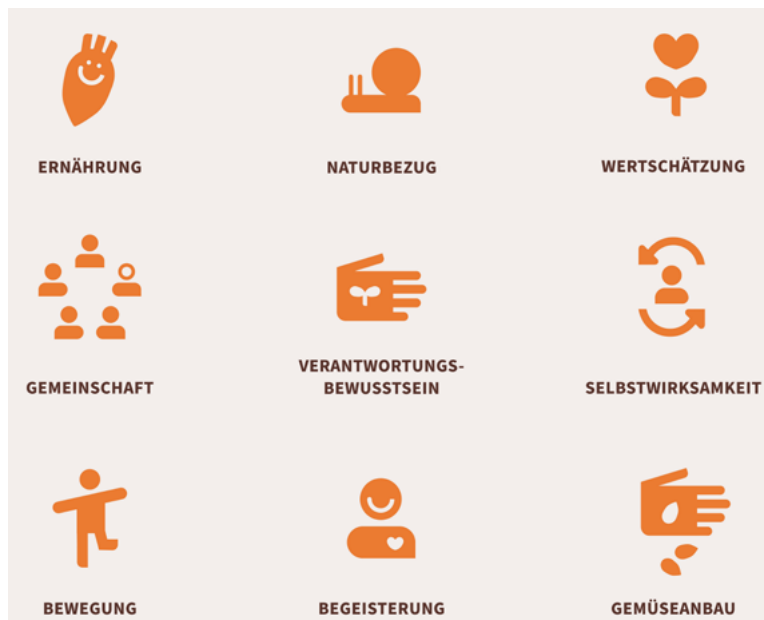 ERNÄHRUNG
NATURBEZUG
WERTSCHÄTZUNG
GEMEINSCHAFT
VERANTWORTUNGS-
BEWUSSTSEIN
SELBSTWIRKSAMKEIT
BEWEGUNG
BEGEISTERUNG
GEMÜSEANBAU